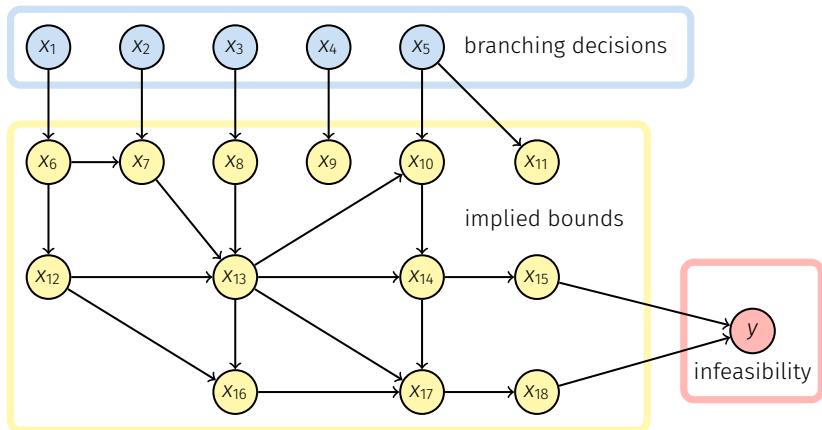 x1 x2 x3 x4 x5 branching decisions
x6 x7 x8 x9 x10 x11
implied bounds
x12 x13 x14 x15
y
infeasibility
x16 x17 x18